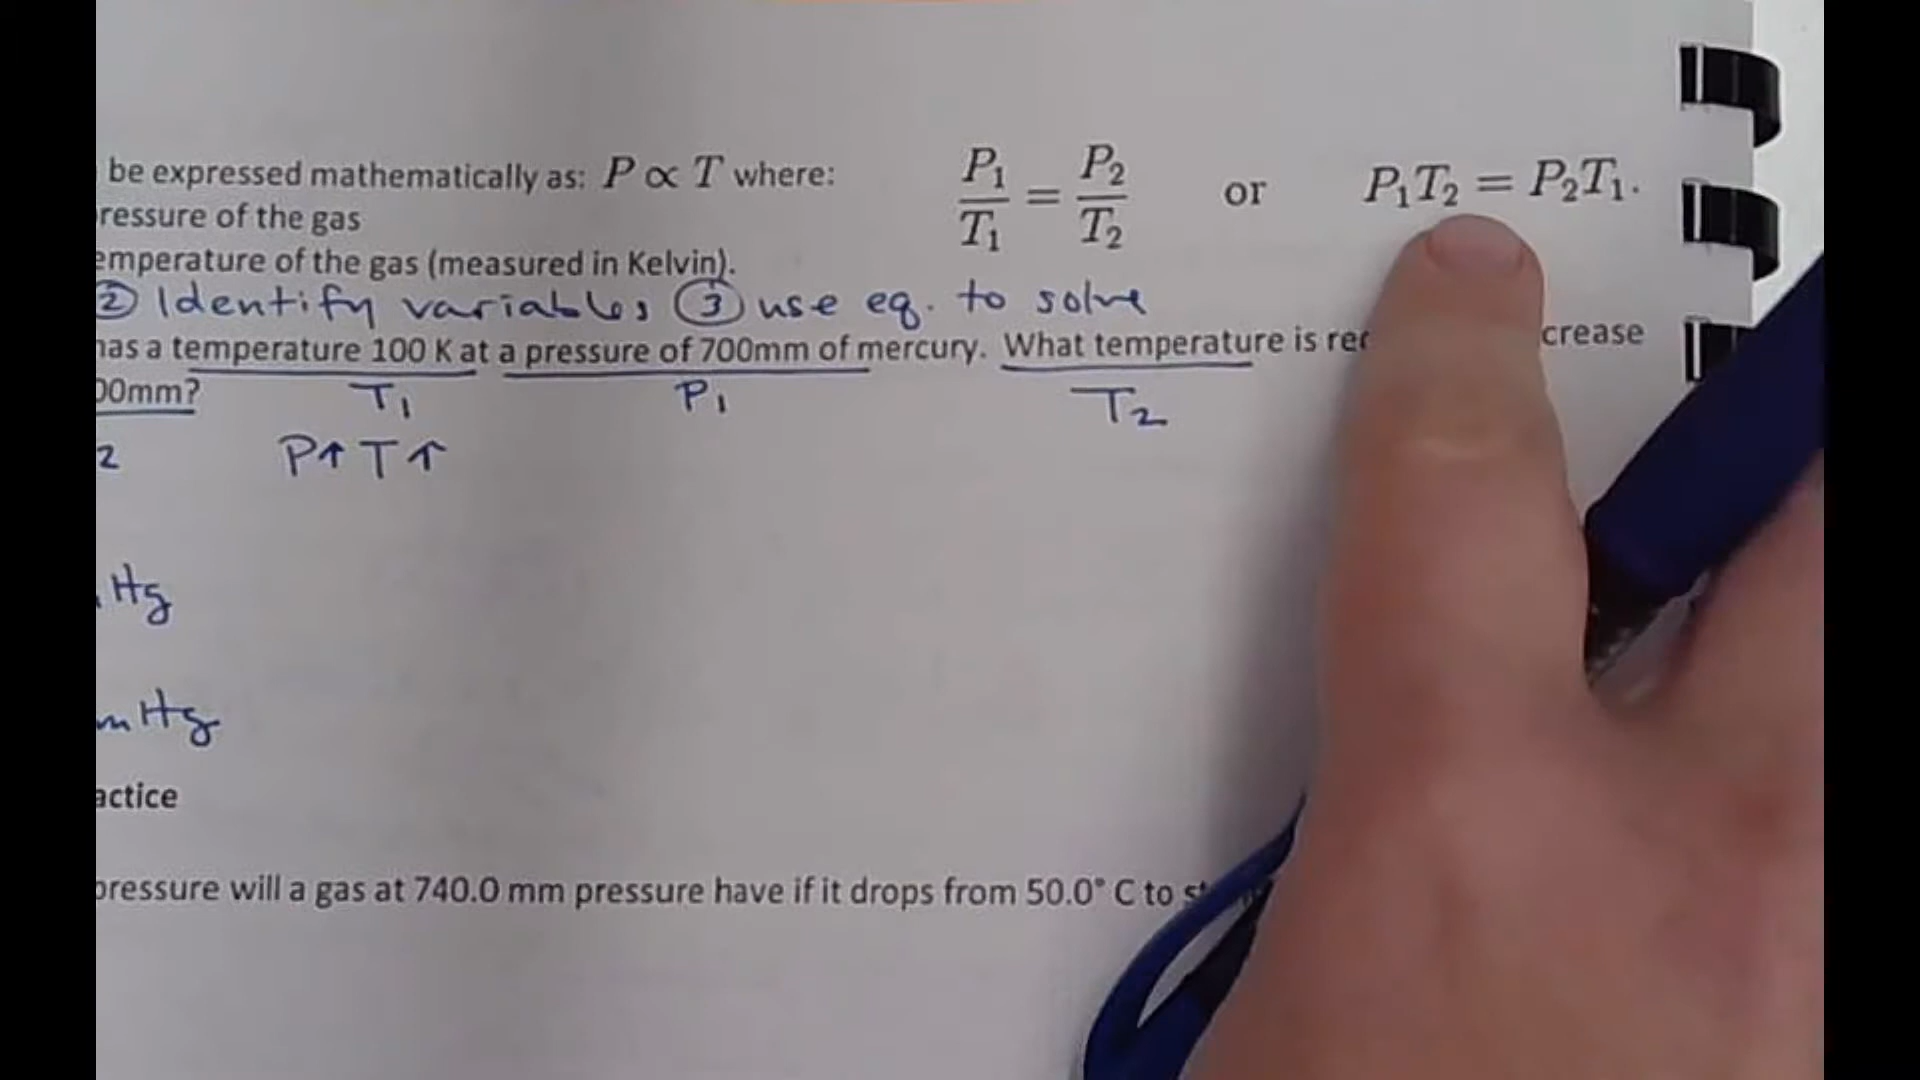 be expressed mathematically as: P ∝ T where: P₁/T₁ = P₂/T₂ or P₁T₂ = P₂T₁.
ressure of the gas
emperature of the gas (measured in Kelvin).
② Identify variables ③ use eq. to solve
has a temperature 100 K at a pressure of 700mm of mercury. What temperature is crease
00mm? T₁ P₁ T₂
2 P↑ T↑
Hg
mHg
actice
pressure will a gas at 740.0 mm pressure have if it drops from 50.0° C to